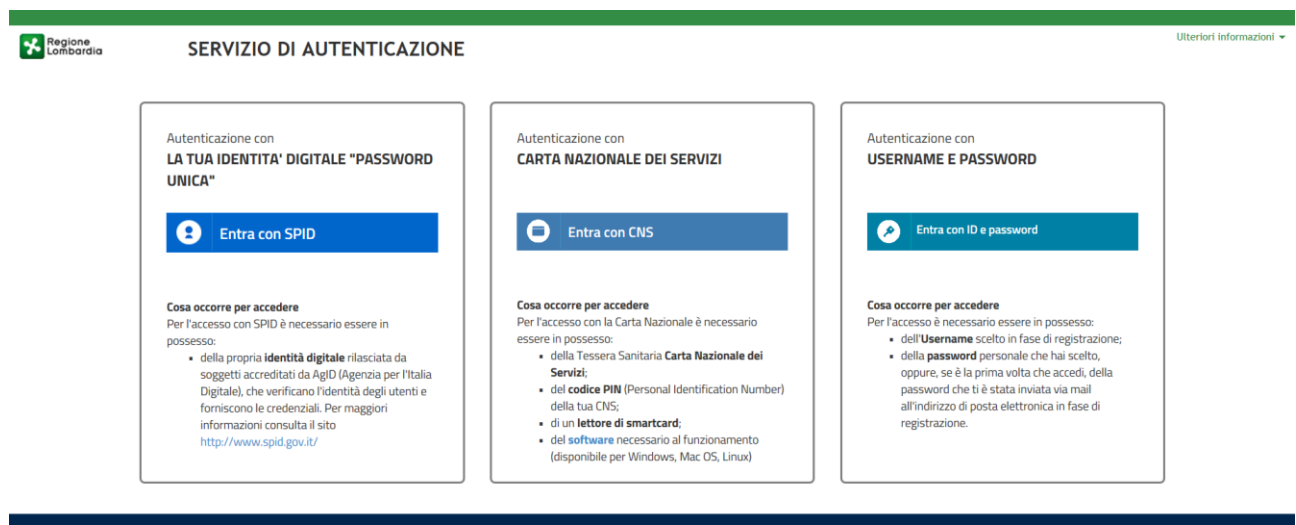 Regione
Lombardia
SERVIZIO DI AUTENTICAZIONE
Ulteriori informazioni
Autenticazione con
LA TUA IDENTITA' DIGITALE "PASSWORD
UNICA"
Entra con SPID
Cosa occorre per accedere
Per l'accesso con SPID è necessario essere in
possesso:
▪ della propria identità digitale rilasciata da
soggetti accreditati da AgID (Agenzia per l'Italia
Digitale), che verificano l'identità degli utenti e
forniscono le credenziali. Per maggiori
informazioni consulta il sito
http://www.spid.gov.it/
Autenticazione con
CARTA NAZIONALE DEI SERVIZI
Entra con CNS
Cosa occorre per accedere
Per l'accesso con la Carta Nazionale è necessario
essere in possesso:
▪ della Tessera Sanitaria Carta Nazionale dei
Servizi;
▪ del codice PIN (Personal Identification Number)
della tua CNS;
▪ di un lettore di smartcard;
▪ del software necessario al funzionamento
(disponibile per Windows, Mac OS, Linux)
Autenticazione con
USERNAME E PASSWORD
Entra con ID e password
Cosa occorre per accedere
Per l'accesso è necessario essere in possesso:
▪ dell'Username scelto in fase di registrazione;
▪ della password personale che hai scelto,
oppure, se è la prima volta che accedi, della
password che ti è stata inviata via mail
all'indirizzo di posta elettronica in fase di
registrazione.